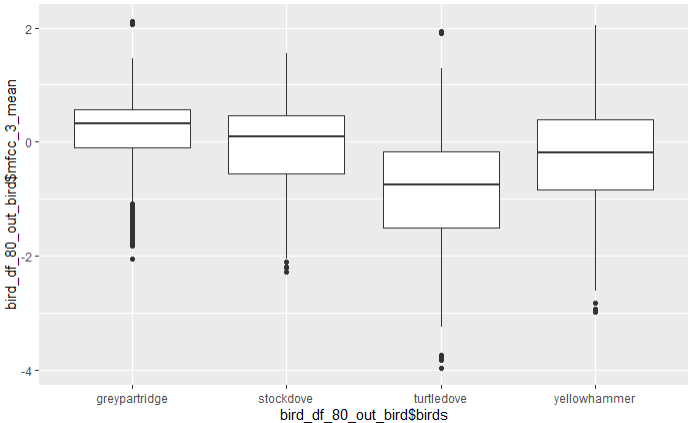 bird_df_80_out_bird$mfcc_3_mean
2
0
-2
-4
greypartridge stockdove turtledove yellowhammer
bird_df_80_out_bird$birds